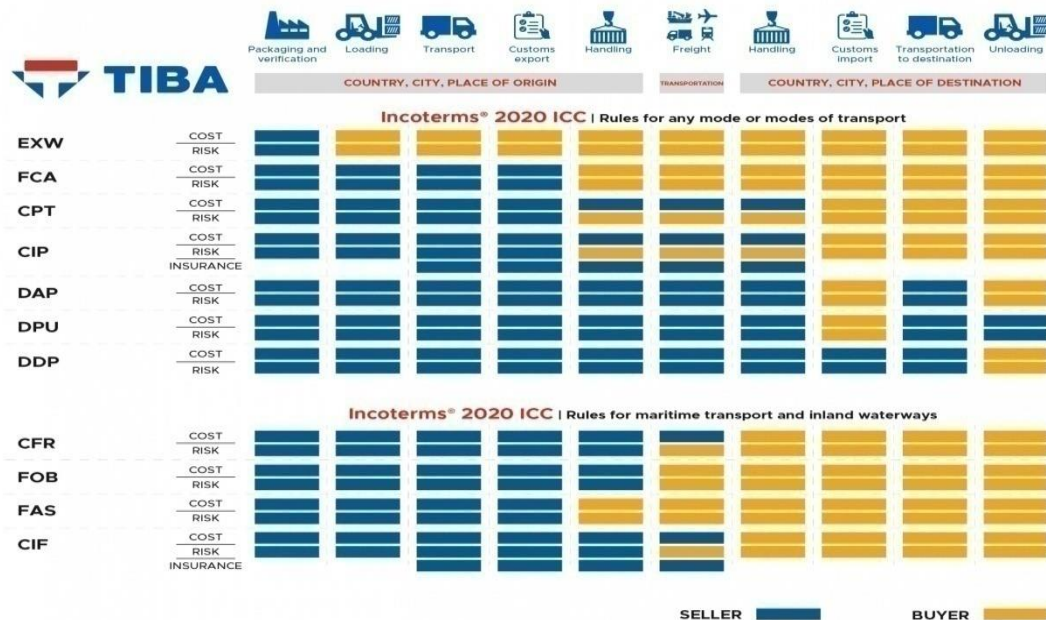 Packaging and verification
Loading
Transport
Customs export
Handling
Freight
Handling
Customs import
Transportation to destination
Unloading
TIBA
COUNTRY, CITY, PLACE OF ORIGIN
TRANSPORTATION
COUNTRY, CITY, PLACE OF DESTINATION
Incoterms® 2020 ICC | Rules for any mode or modes of transport
EXW
COST
RISK
FCA
COST
RISK
CPT
COST
RISK
CIP
COST
RISK
INSURANCE
DAP
COST
RISK
DPU
COST
RISK
DDP
COST
RISK
Incoterms® 2020 ICC | Rules for maritime transport and inland waterways
CFR
COST
RISK
FOB
COST
RISK
FAS
COST
RISK
CIF
COST
RISK
INSURANCE
SELLER
BUYER